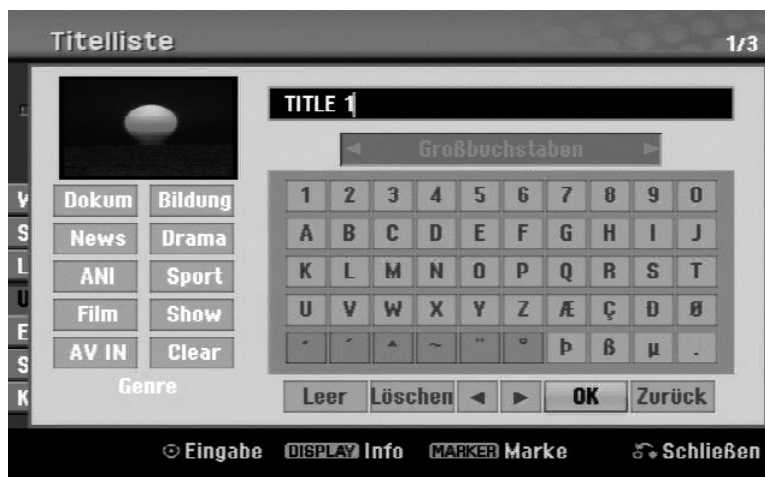 Titelliste
1/3
TITLE 1
◄ Großbuchstaben ►
Dokum Bildung
News Drama
ANI Sport
Film Show
AV IN Clear
Genre
1 2 3 4 5 6 7 8 9 0
A B C D E F G H I J
K L M N O P Q R S T
U V W X Y Z Æ Ç Ð Ø
` ´ ^ ~ ¨ ° Þ ß µ .
Leer Löschen ◄ ► OK Zurück
V
S
L
U
E
S
K
Eingabe DISPLAY Info MARKER Marke Schließen